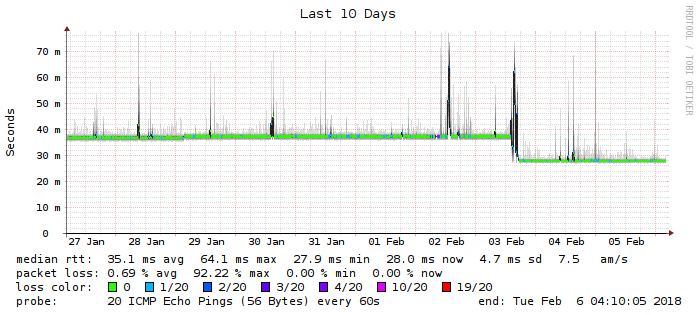 Last 10 Days
RRDTOOL / TOBI OETIKER
Seconds
70 m
60 m
50 m
40 m
30 m
20 m
10 m
0
27 Jan 28 Jan 29 Jan 30 Jan 31 Jan 01 Feb 02 Feb 03 Feb 04 Feb 05 Feb
median rtt: 35.1 ms avg 64.1 ms max 27.9 ms min 28.0 ms now 4.7 ms sd 7.5 am/s
packet loss: 0.69 % avg 92.22 % max 0.00 % min 0.00 % now
loss color: 0 1/20 2/20 3/20 4/20 10/20 19/20
probe: 20 ICMP Echo Pings (56 Bytes) every 60s end: Tue Feb 6 04:10:05 2018